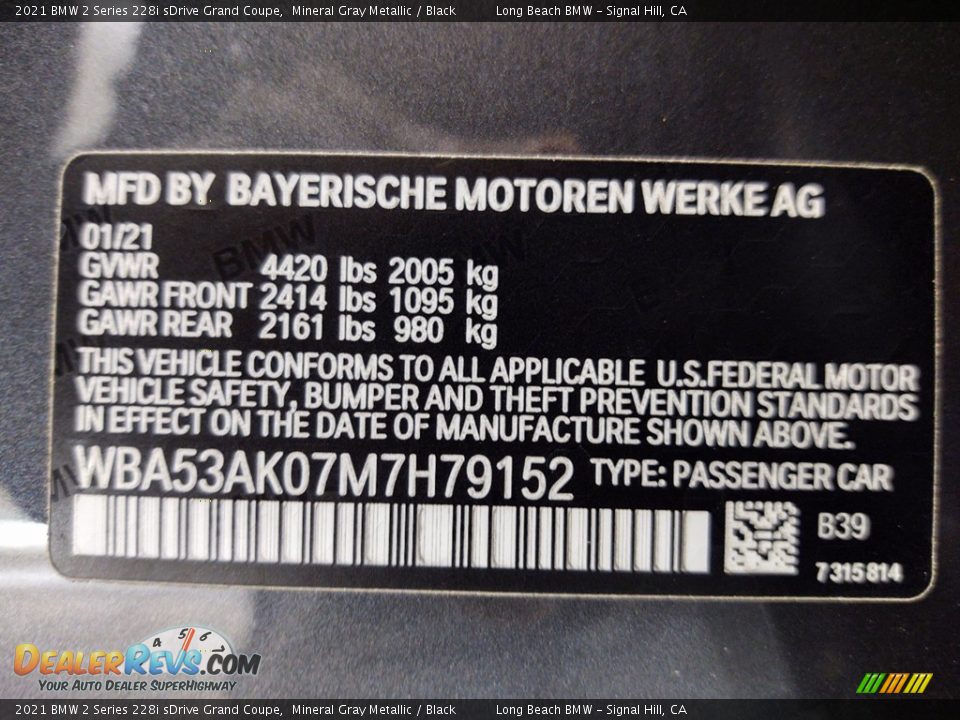 2021 BMW 2 Series 228i sDrive Grand Coupe, Mineral Gray Metallic / Black Long Beach BMW - Signal Hill, CA
MFD BY BAYERISCHE MOTOREN WERKE AG
01/21
GVWR 4420 lbs 2005 kg
GAWR FRONT 2414 lbs 1095 kg
GAWR REAR 2161 lbs 980 kg
THIS VEHICLE CONFORMS TO ALL APPLICABLE U.S.FEDERAL MOTOR
VEHICLE SAFETY, BUMPER AND THEFT PREVENTION STANDARDS
IN EFFECT ON THE DATE OF MANUFACTURE SHOWN ABOVE.
WBA53AK07M7H79152 TYPE: PASSENGER CAR
B39
7315814
4 5 6
DEALERREVS.COM
YOUR AUTO DEALER SUPERHIGHWAY
2021 BMW 2 Series 228i sDrive Grand Coupe, Mineral Gray Metallic / Black Long Beach BMW - Signal Hill, CA